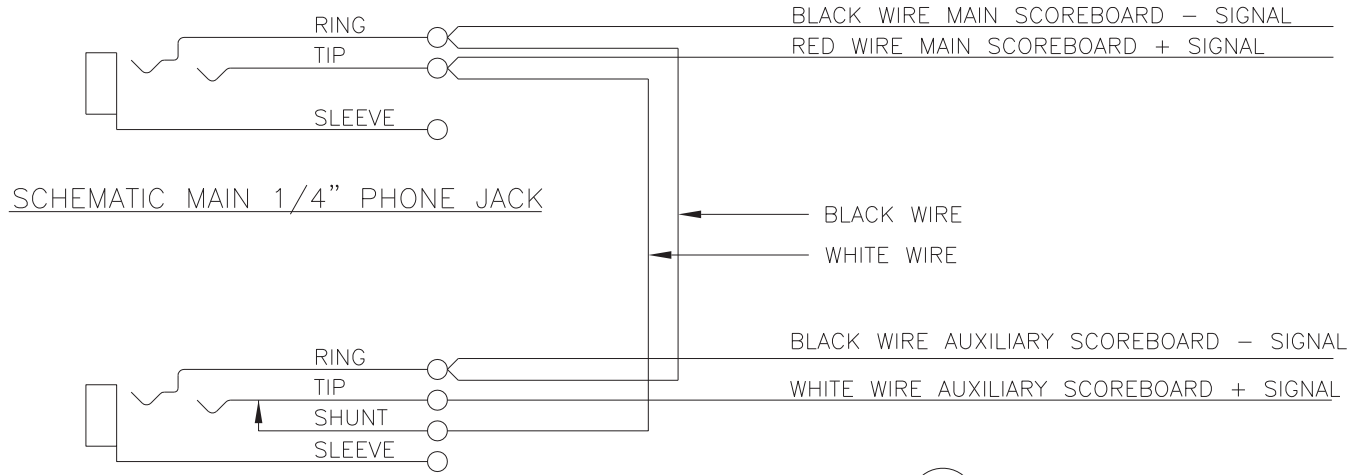 RING
BLACK WIRE MAIN SCOREBOARD – SIGNAL
TIP
RED WIRE MAIN SCOREBOARD + SIGNAL
SLEEVE
SCHEMATIC MAIN 1/4” PHONE JACK
BLACK WIRE
WHITE WIRE
RING
BLACK WIRE AUXILIARY SCOREBOARD – SIGNAL
TIP
WHITE WIRE AUXILIARY SCOREBOARD + SIGNAL
SHUNT
SLEEVE